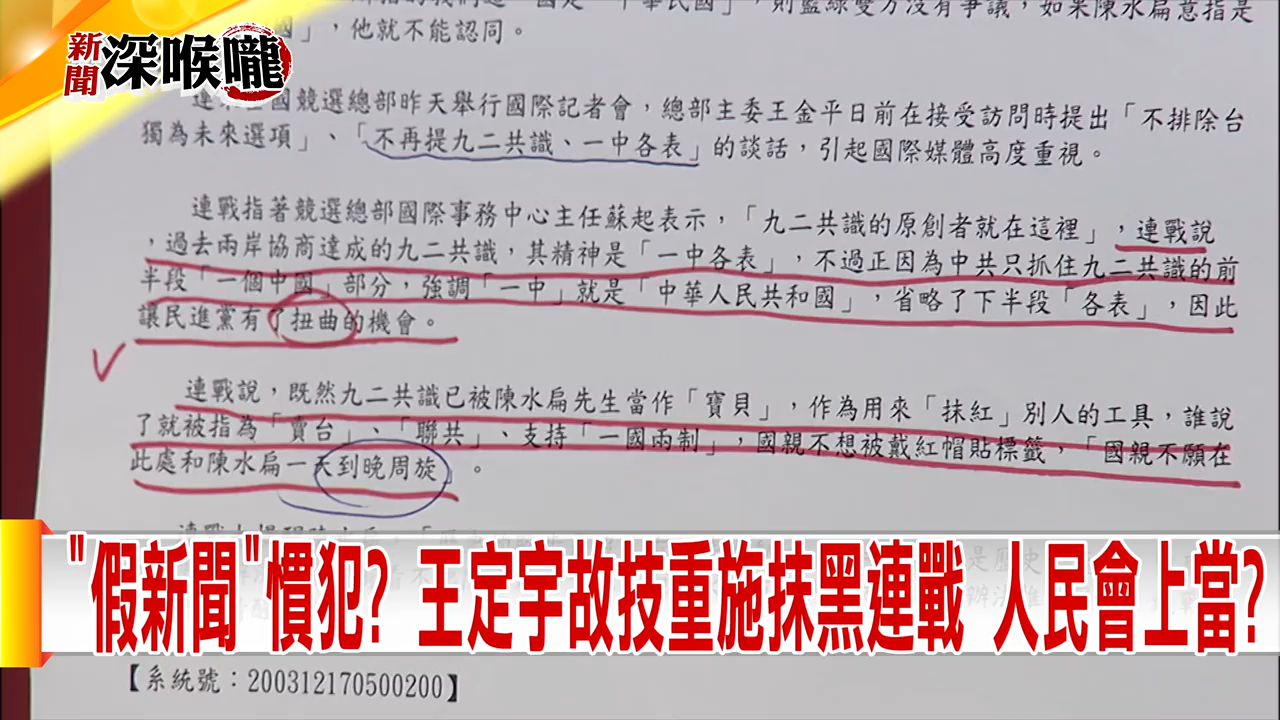 新聞深喉嚨
」,他就不能認同。
國競選總部昨天舉行國際記者會,總部主委王金平日前在接受訪問時提出「不排除台
獨為未來選項」、「不再提九二共識、一中各表」的談話,引起國際媒體高度重視。
連戰指著競選總部國際事務中心主任蘇起表示,「九二共識的原創者就在這裡」,連戰說
,過去兩岸協商達成的九二共識,其精神是「一中各表」,不過正因為中共只抓住九二共識的前
半段「一個中國」部分,強調「一中」就是「中華人民共和國」,省略了下半段「各表」,因此
讓民進黨有了扭曲的機會。
連戰說,既然九二共識已被陳水扁先生當作「寶貝」,作為用來「抹紅」別人的工具,誰說
了就被指為「賣台」、「聯共」、支持「一國兩制」,國親不想被戴紅帽貼標籤,「國親不願在
此處和陳水扁一天到晚周旋」。
"假新聞"慣犯? 王定宇故技重施抹黑連戰 人民會上當?
【系統號:200312170500200】